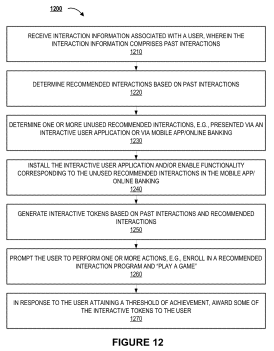 1200
RECEIVE INTERACTION INFORMATION ASSOCIATED WITH A USER, WHEREIN THE
INTERACTION INFORMATION COMPRISES PAST INTERACTIONS
1210
DETERMINE RECOMMENDED INTERACTIONS BASED ON PAST INTERACTIONS
1220
DETERMINE ONE OR MORE UNUSED RECOMMENDED INTERACTIONS, E.G., PRESENTED VIA AN
INTERACTIVE USER APPLICATION OR VIA MOBILE APP/ONLINE BANKING
1230
INSTALL THE INTERACTIVE USER APPLICATION AND/OR ENABLE FUNCTIONALITY
CORRESPONDING TO THE UNUSED RECOMMENDED INTERACTIONS IN THE MOBILE APP/
ONLINE BANKING
1240
GENERATE INTERACTIVE TOKENS BASED ON PAST INTERACTIONS AND RECOMMENDED
INTERACTIONS
1250
PROMPT THE USER TO PERFORM ONE OR MORE ACTIONS, E.G., ENROLL IN A RECOMMENDED
INTERACTION PROGRAM AND "PLAY A GAME"
1260
IN RESPONSE TO THE USER ATTAINING A THRESHOLD OF ACHIEVEMENT, AWARD SOME OF
THE INTERACTIVE TOKENS TO THE USER
1270
FIGURE 12